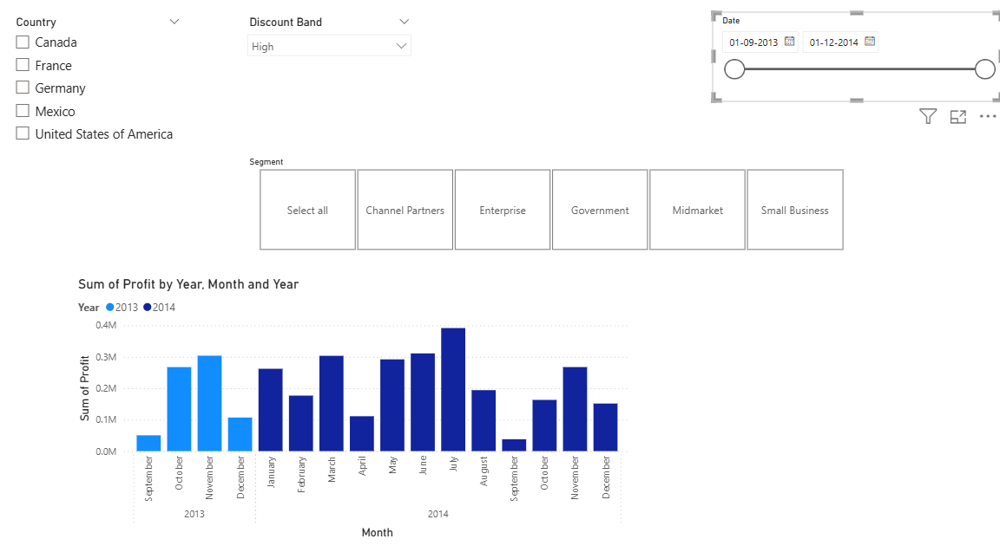 Country
Canada
France
Germany
Mexico
United States of America
Discount Band
High
Date
01-09-2013
01-12-2014
Segment
Select all
Channel Partners
Enterprise
Government
Midmarket
Small Business
Sum of Profit by Year, Month and Year
Year 2013 2014
Sum of Profit
0.4M
0.3M
0.2M
0.1M
0.0M
September
October
November
December
January
February
March
April
May
June
July
August
September
October
November
December
2013
2014
Month